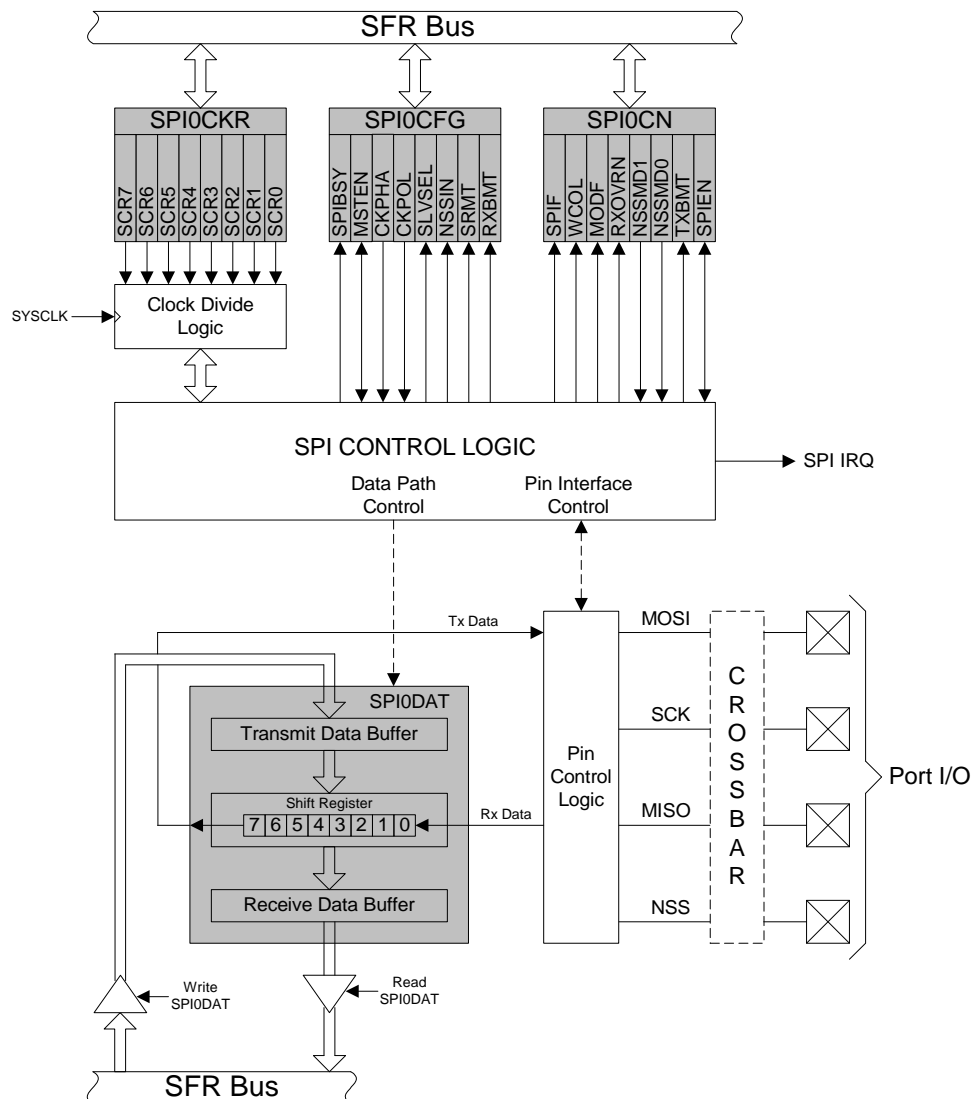 SFR Bus
SPI0CKR
SPI0CFG
SPI0CN
SCR7
SCR6
SCR5
SCR4
SCR3
SCR2
SCR1
SCR0
SPIBSY
MSTEN
CKPHA
CKPOL
SLVSEL
NSSIN
SRMT
RXBMT
SPIF
WCOL
MODF
RXOVRN
NSSMD1
NSSMD0
TXBMT
SPIEN
SYSCLK
Clock Divide
Logic
SPI CONTROL LOGIC
SPI IRQ
Data Path
Control
Pin Interface
Control
Tx Data
MOSI
SPI0DAT
Transmit Data Buffer
SCK
Shift Register
7 6 5 4 3 2 1 0
Rx Data
Pin
Control
Logic
MISO
CROSSBAR
Port I/O
Receive Data Buffer
NSS
Write
SPI0DAT
Read
SPI0DAT
SFR Bus